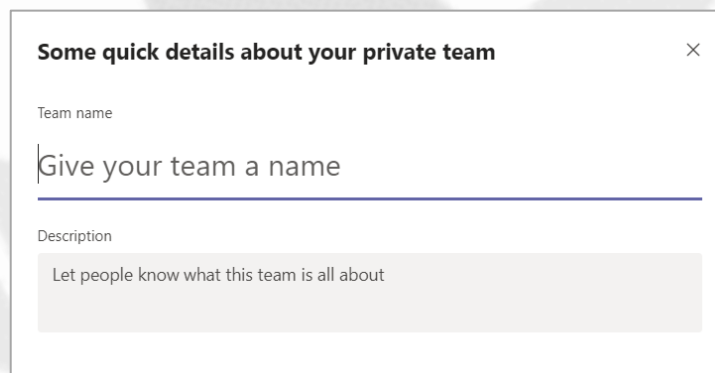 Some quick details about your private team
Team name
Give your team a name
Description
Let people know what this team is all about